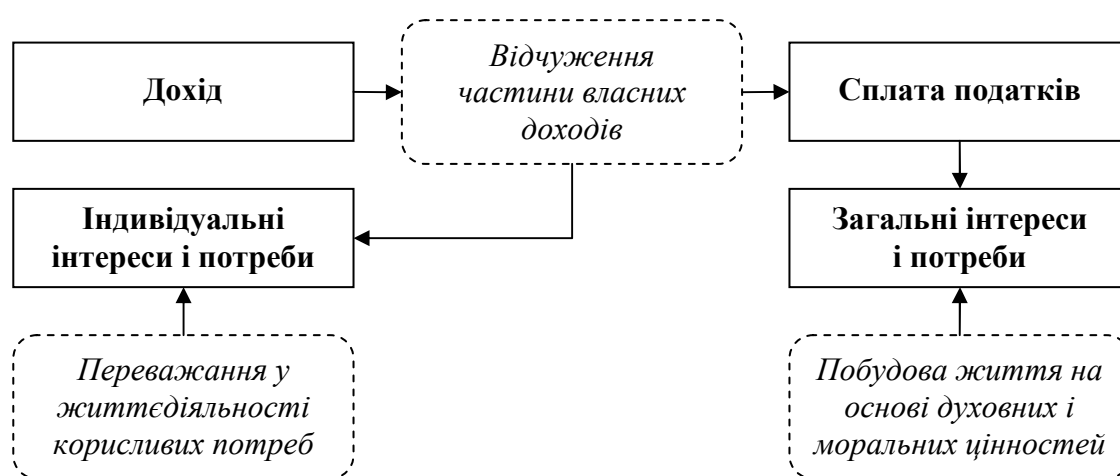 Дохід
Відчуження
частини власних
доходів
Сплата податків
Індивідуальні
інтереси і потреби
Загальні інтереси
і потреби
Переважання у
життєдіяльності
корисливих потреб
Побудова життя на
основі духовних і
моральних цінностей